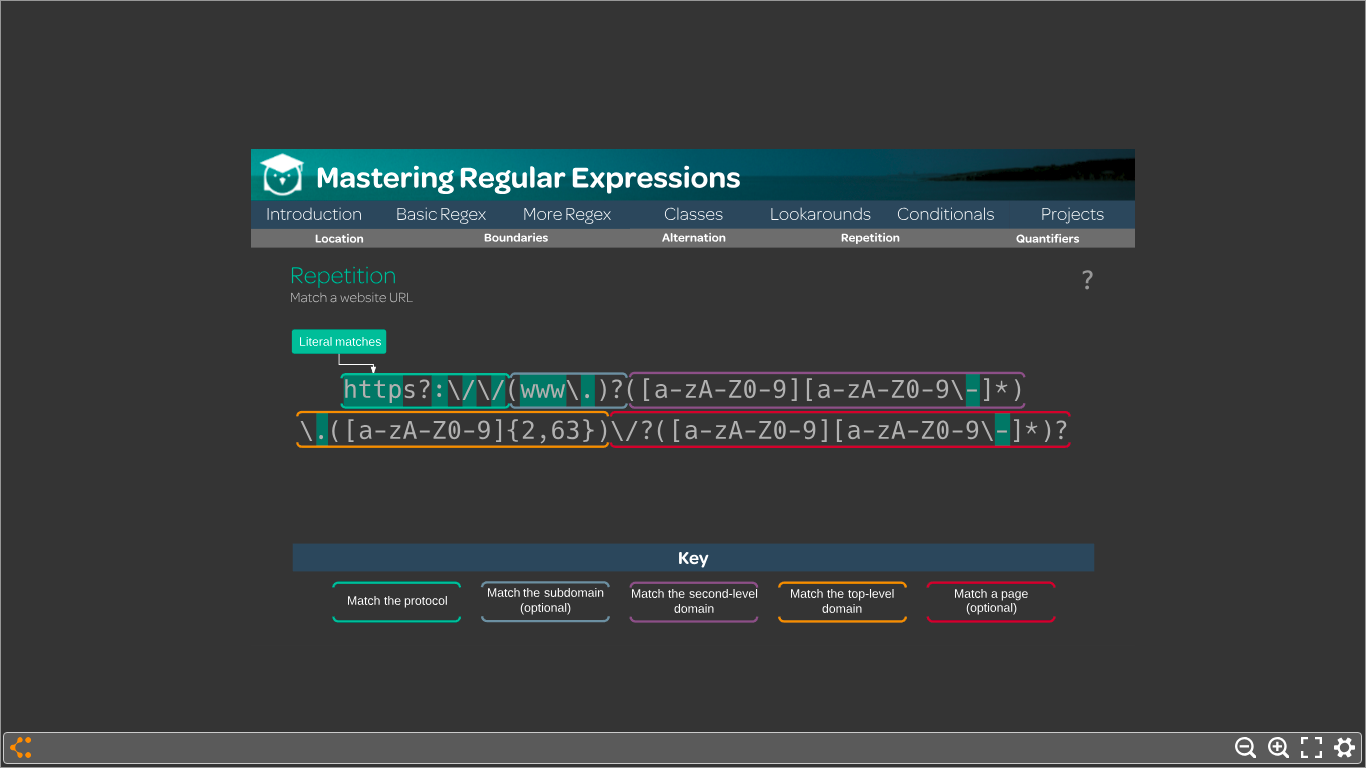 Mastering Regular Expressions
Introduction Basic Regex More Regex Classes Lookarounds Conditionals Projects
Location Boundaries Alternation Repetition Quantifiers
Repetition
?
Match a website URL
Literal matches
https?:\/\/(www\.)?([a-zA-Z0-9][a-zA-Z0-9\-]*)
\.([a-zA-Z0-9]{2,63})\/?([a-zA-Z0-9][a-zA-Z0-9\-]*)?
Key
Match the protocol
Match the subdomain
(optional)
Match the second-level
domain
Match the top-level
domain
Match a page
(optional)